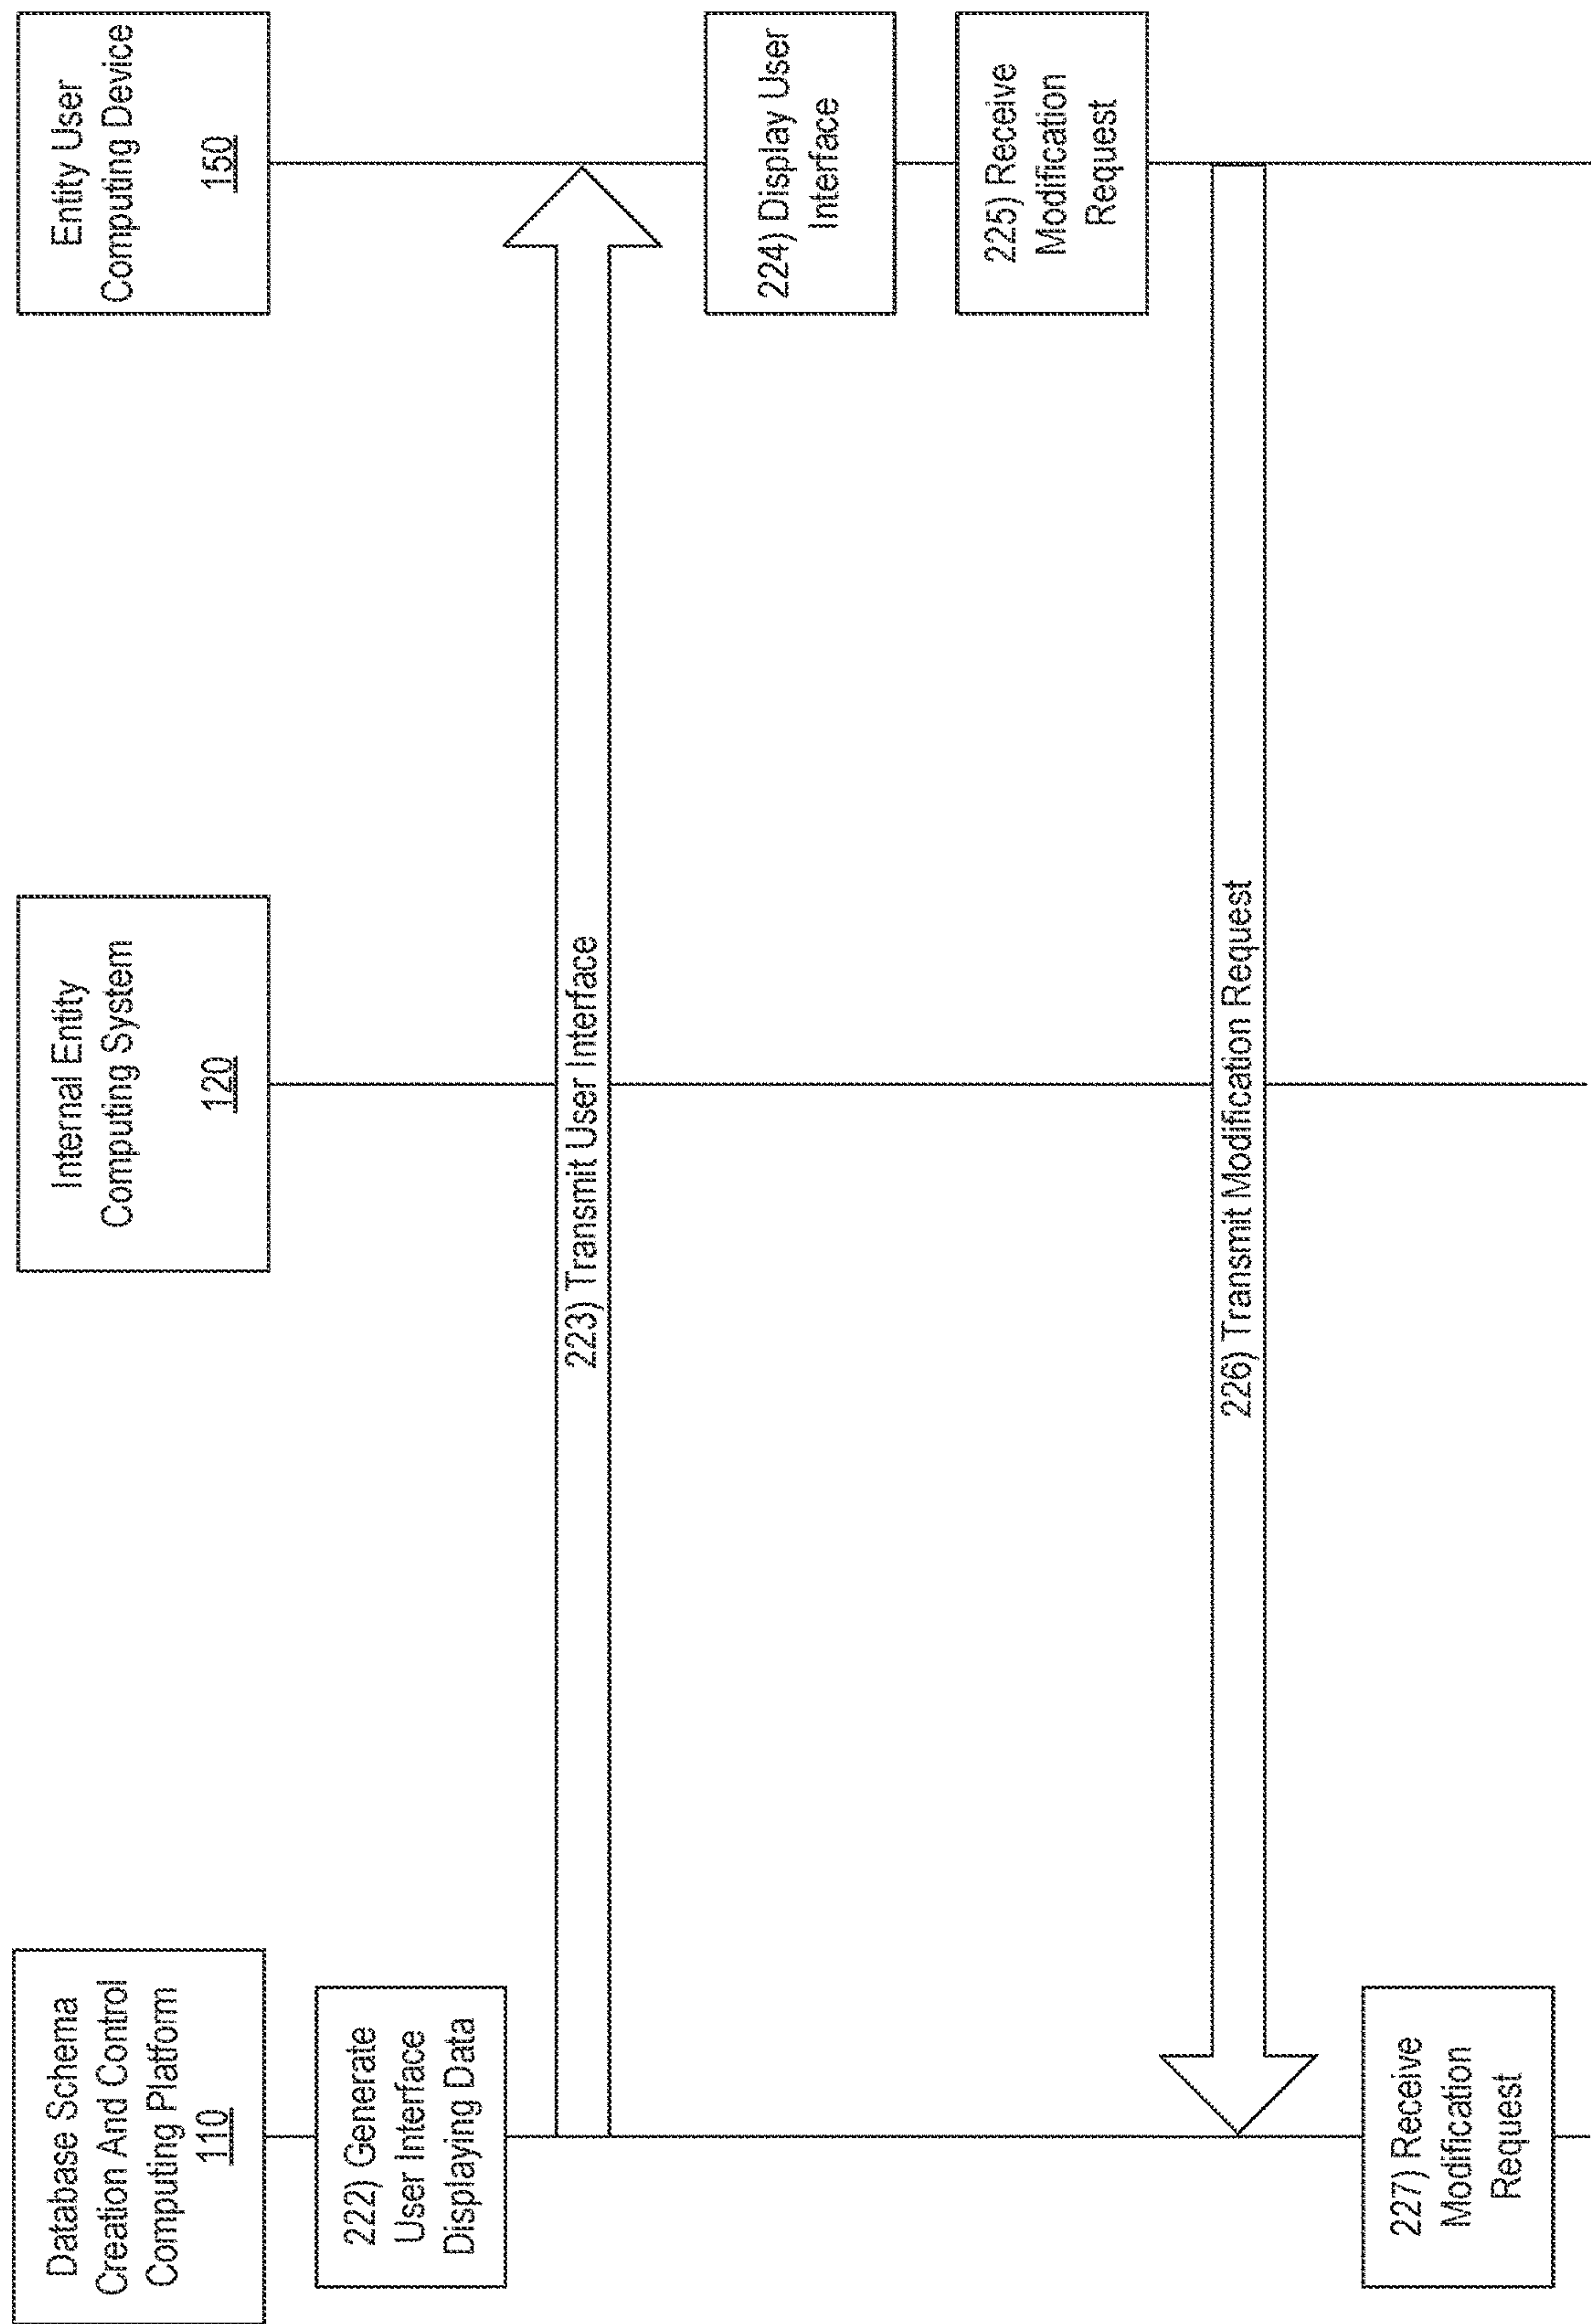 Database Schema
Creation And Control
Computing Platform
110
Internal Entity
Computing System
120
Entity User
Computing Device
150
222) Generate
User Interface
Displaying Data
223) Transmit User Interface
224) Display User
Interface
225) Receive
Modification
Request
226) Transmit Modification Request
227) Receive
Modification
Request